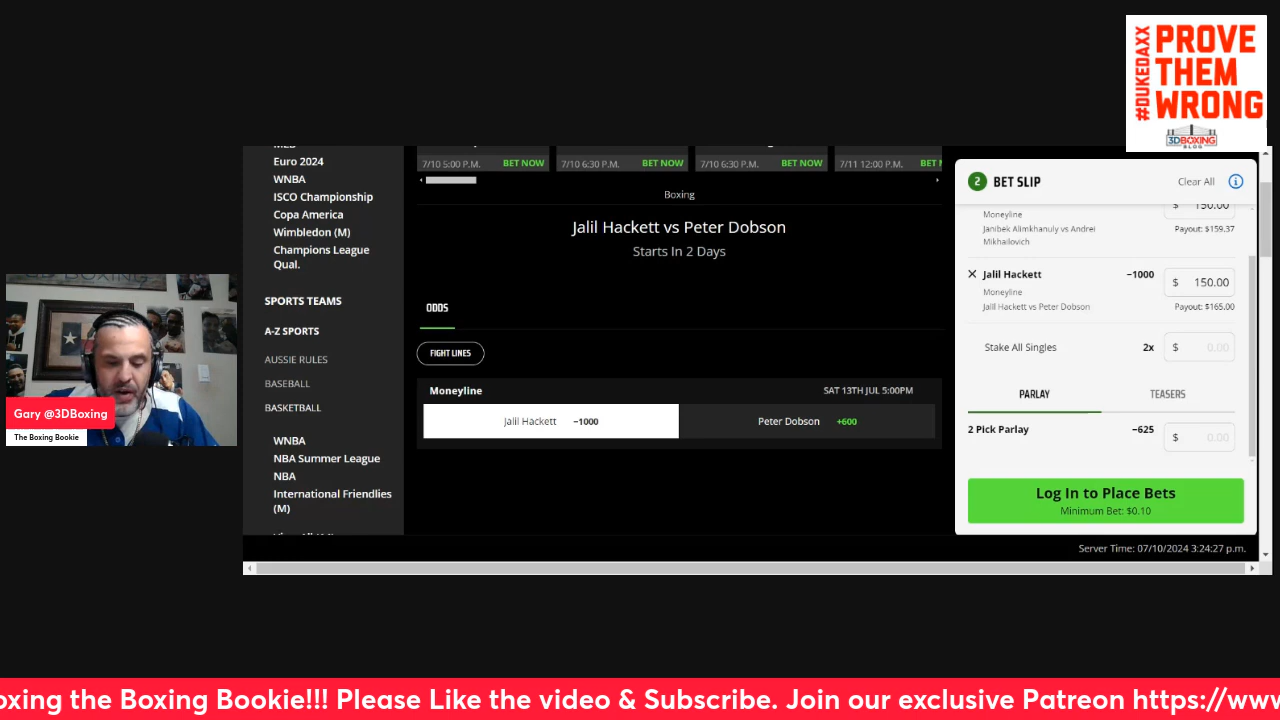 #DUKEDAXX
PROVE
THEM
WRONG
3DBOXING
BLOG
Euro 2024
WNBA
ISCO Championship
Copa America
Wimbledon (M)
Champions League
Qual.
SPORTS TEAMS
A-Z SPORTS
AUSSIE RULES
BASEBALL
BASKETBALL
WNBA
NBA Summer League
NBA
International Friendlies
(M)
7/10 5:00 P.M. BET NOW
7/10 6:30 P.M. BET NOW
7/10 6:30 P.M. BET NOW
7/11 12:00 P.M. BET
Boxing
Jalil Hackett vs Peter Dobson
Starts In 2 Days
ODDS
FIGHT LINES
Moneyline SAT 13TH JUL 5:00PM
Jalil Hackett −1000 Peter Dobson +600
2 BET SLIP Clear All
$ 150.00
Moneyline
Janibek Alimkhanuly vs Andrei
Mikhailovich
Payout: $159.37
Jalil Hackett −1000 $ 150.00
Moneyline
Jalil Hackett vs Peter Dobson Payout: $165.00
Stake All Singles 2x $ 0.00
PARLAY TEASERS
2 Pick Parlay −625 $ 0.00
Log In to Place Bets
Minimum Bet: $0.10
Server Time: 07/10/2024 3:24:27 p.m.
Gary @3DBoxing
The Boxing Bookie
oxing the Boxing Bookie!!! Please Like the video & Subscribe. Join our exclusive Patreon https://www